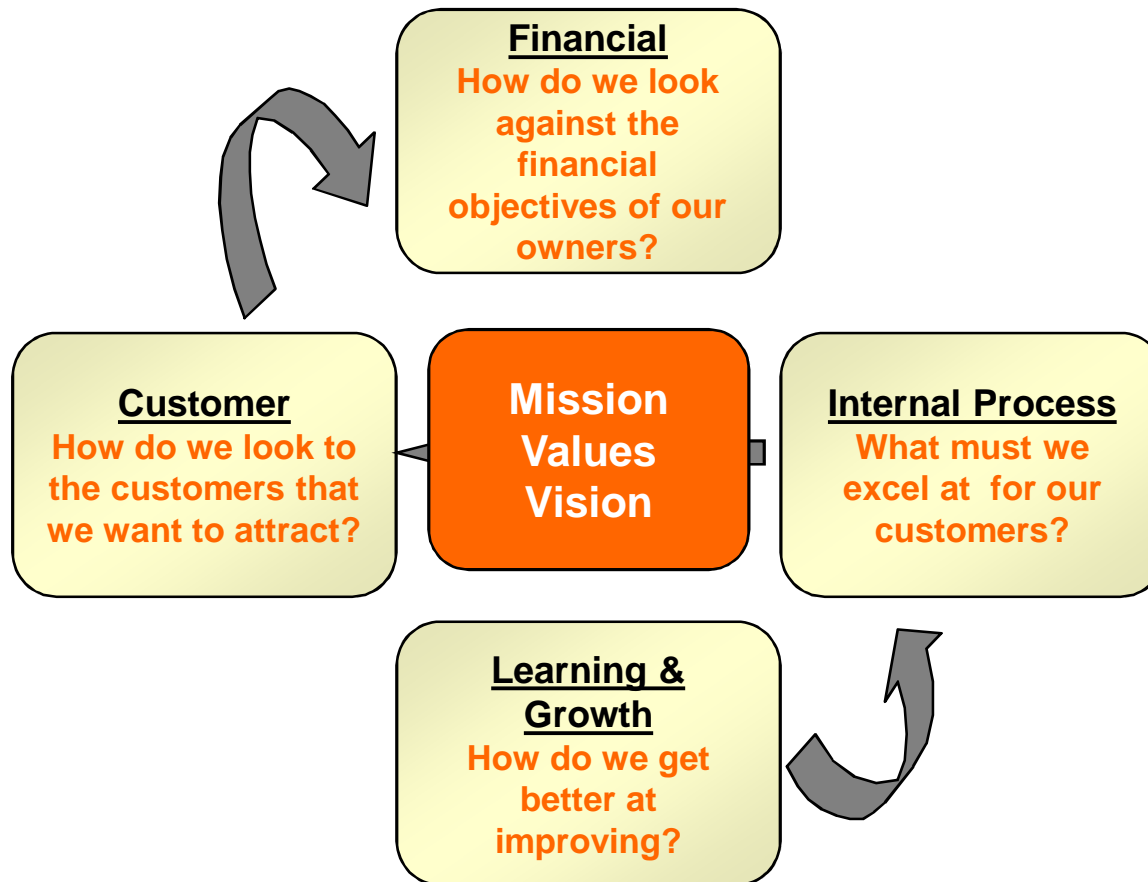 Financial
How do we look
against the
financial
objectives of our
owners?
Customer
How do we look to
the customers that
we want to attract?
Mission
Values
Vision
Internal Process
What must we
excel at  for our
customers?
Learning &
Growth
How do we get
better at
improving?